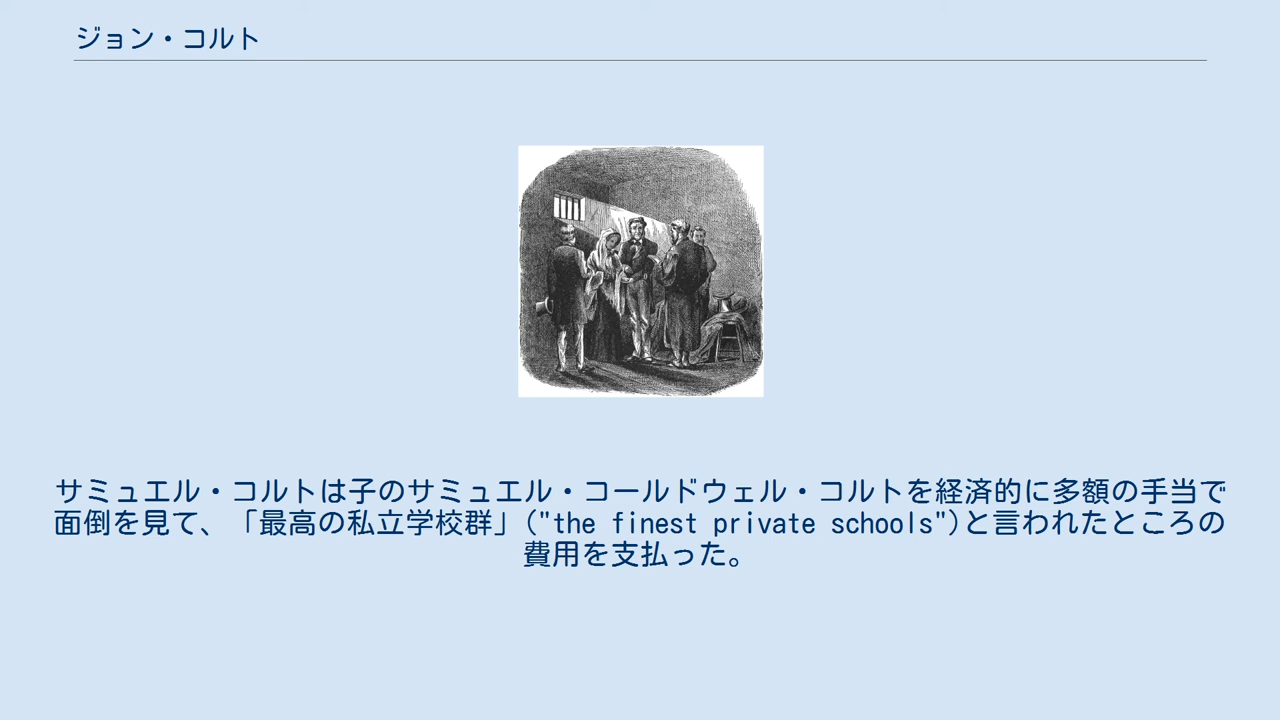 ジョン・コルト
サミュエル・コルトは子のサミュエル・コールドウェル・コルトを経済的に多額の手当で
面倒を見て、「最高の私立学校群」("the finest private schools")と言われたところの
費用を支払った。